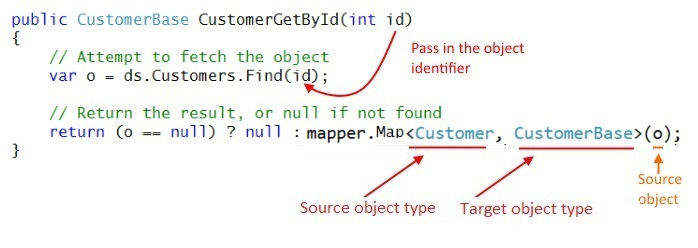 public CustomerBase CustomerGetById(int id)
{
// Attempt to fetch the object
var o = ds.Customers.Find(id);
Pass in the object
identifier
// Return the result, or null if not found
return (o == null) ? null : mapper.Map<Customer, CustomerBase>(o);
}
Source object type
Target object type
Source
object